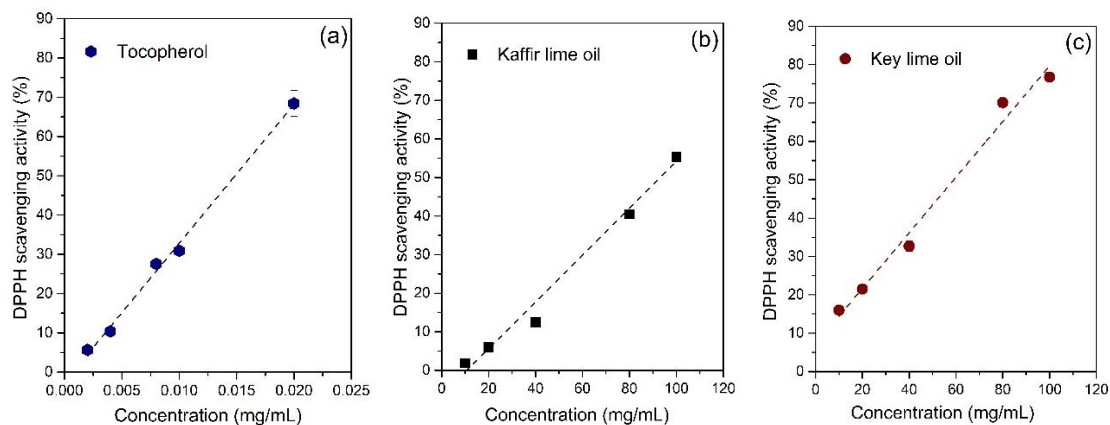 (a)
Tocopherol
DPPH scavenging activity (%)
90
80
70
60
50
40
30
20
10
0
0.000 0.005 0.010 0.015 0.020 0.025
Concentration (mg/mL)
(b)
Kaffir lime oil
DPPH scavenging activity (%)
90
80
70
60
50
40
30
20
10
0
0 20 40 60 80 100 120
Concentration (mg/mL)
(c)
Key lime oil
DPPH scavenging activity (%)
90
80
70
60
50
40
30
20
10
0
0 20 40 60 80 100 120
Concentration (mg/mL)